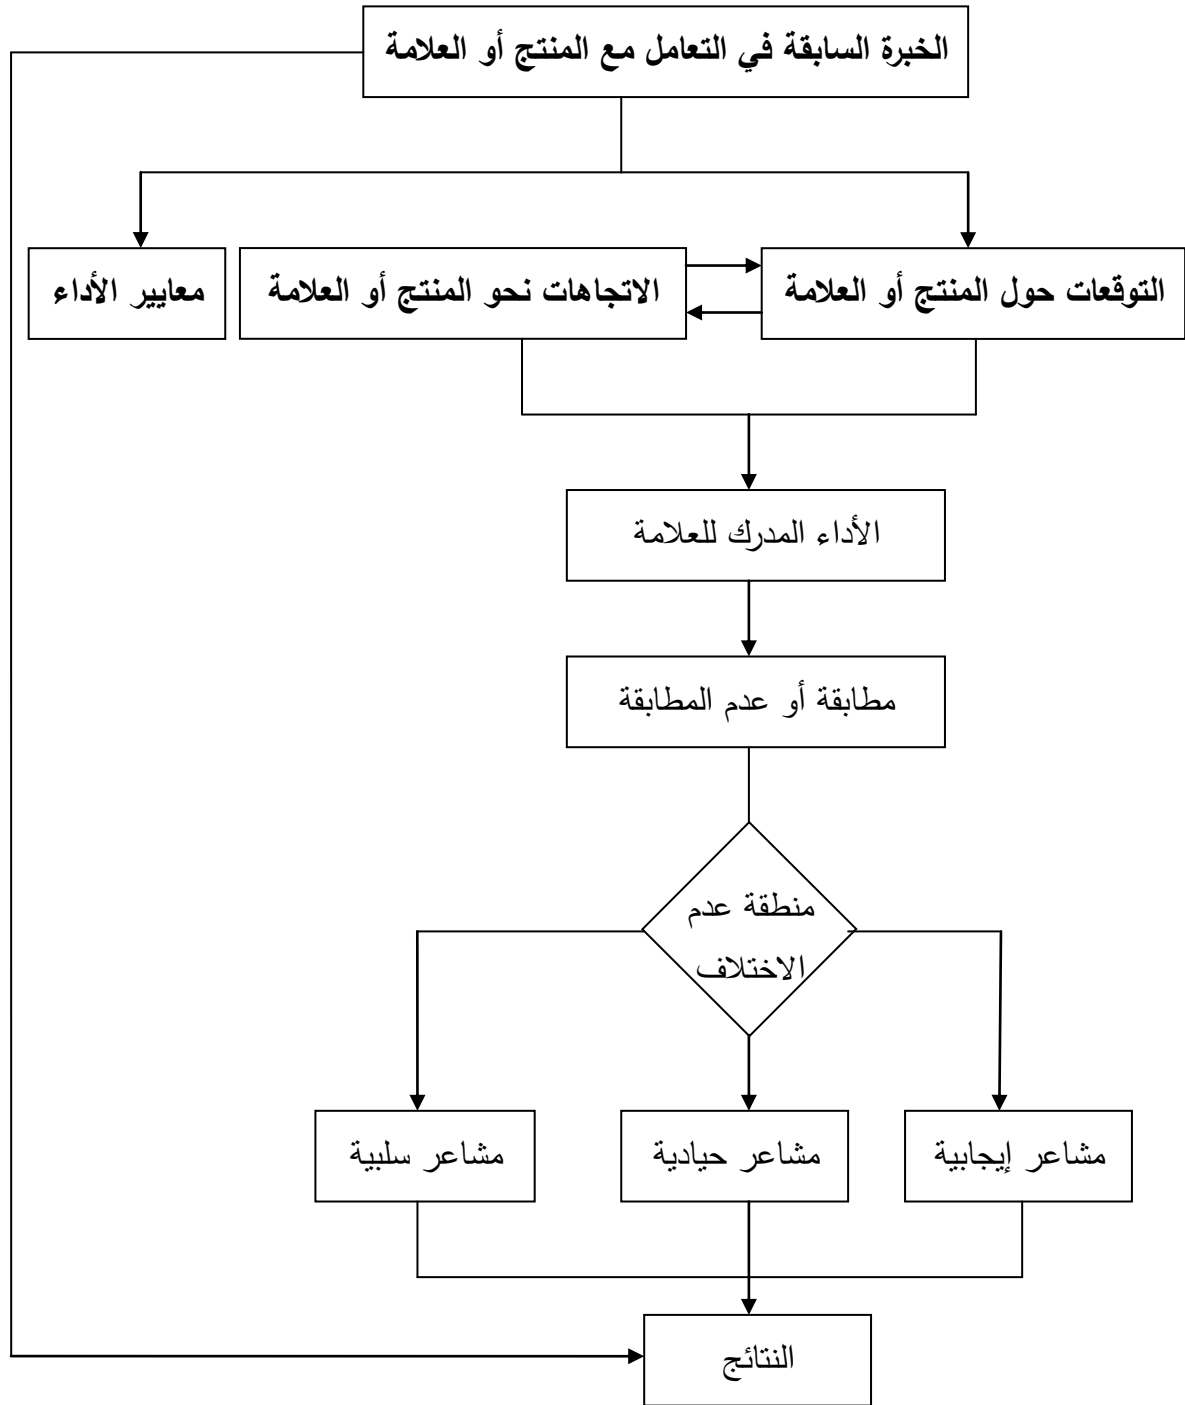 الخبرة السابقة في التعامل مع المنتج أو العلامة
التوقعات حول المنتج أو العلامة
الاتجاهات نحو المنتج أو العلامة
معايير الأداء
الأداء المدرك للعلامة
مطابقة أو عدم المطابقة
منطقة عدم
الاختلاف
مشاعر إيجابية
مشاعر حيادية
مشاعر سلبية
النتائج